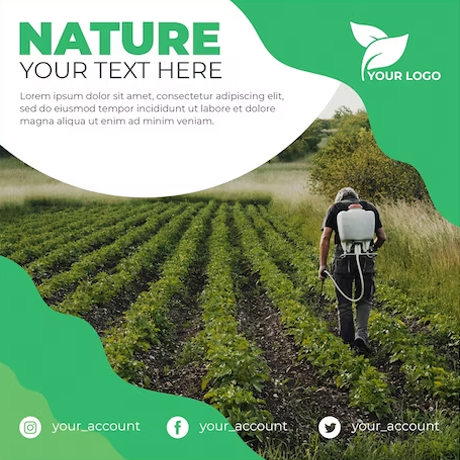 NATURE
YOUR TEXT HERE
Lorem ipsum dolor sit amet, consectetur adipiscing elit,
sed do eiusmod tempor incididunt ut labore et dolore
magna aliqua ut enim ad minim veniam.
YOUR LOGO
your_account
your_account
your_account